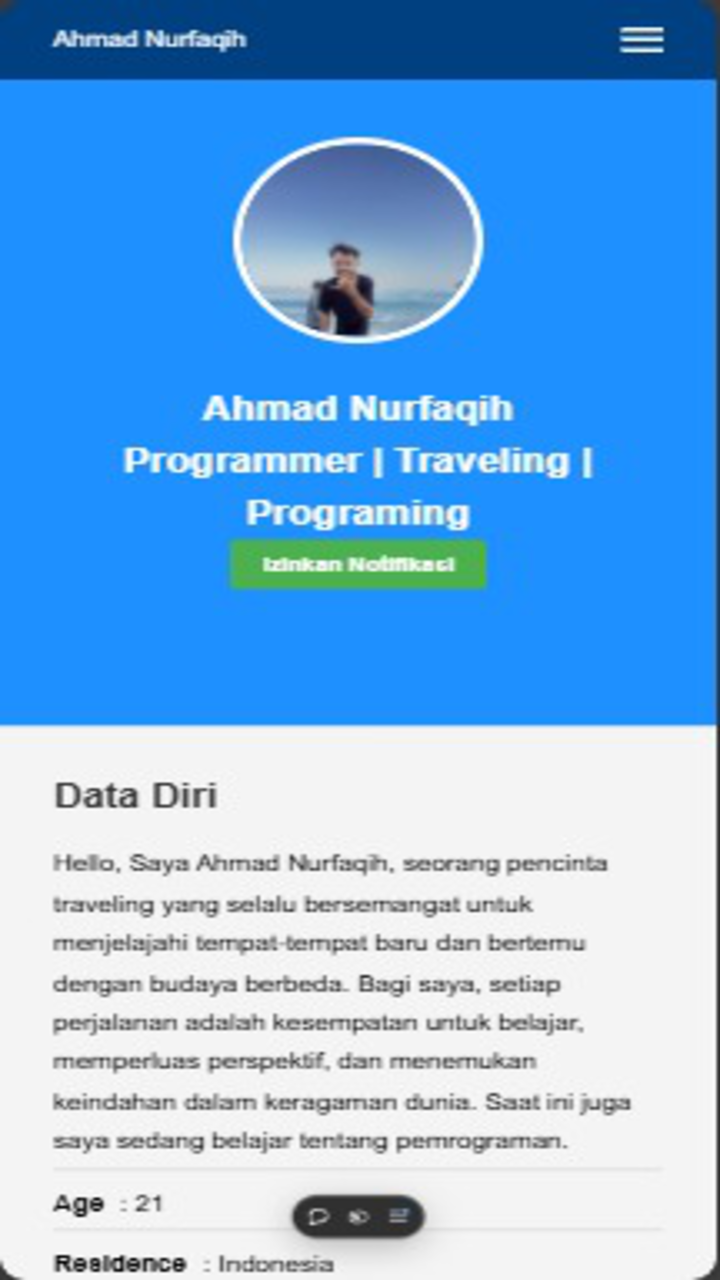 Ahmad Nurfaqih
Ahmad Nurfaqih
Programmer | Traveling |
Programing
Izinkan Notifikasi
Data Diri
Hello, Saya Ahmad Nurfaqih, seorang pencinta
traveling yang selalu bersemangat untuk
menjelajahi tempat-tempat baru dan bertemu
dengan budaya berbeda. Bagi saya, setiap
perjalanan adalah kesempatan untuk belajar,
memperluas perspektif, dan menemukan
keindahan dalam keragaman dunia. Saat ini juga
saya sedang belajar tentang pemrograman.
Age : 21
Residence : Indonesia